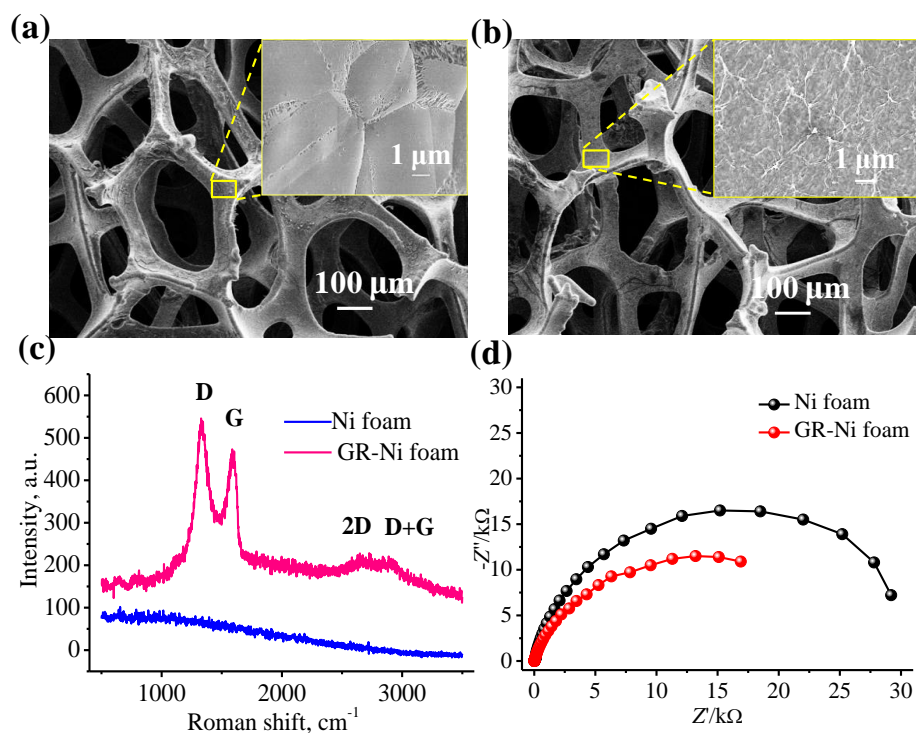 (a)
1 μm
100 μm
(b)
1 μm
100 μm
(c)
600
500
400
300
200
100
0
Intensity, a.u.
D
G
2D
D+G
Ni foam
GR-Ni foam
1000
2000
3000
Roman shift, cm-1
(d)
30
25
20
15
10
5
0
-Z''/kΩ
Ni foam
GR-Ni foam
0
5
10
15
20
25
30
Z'/kΩ